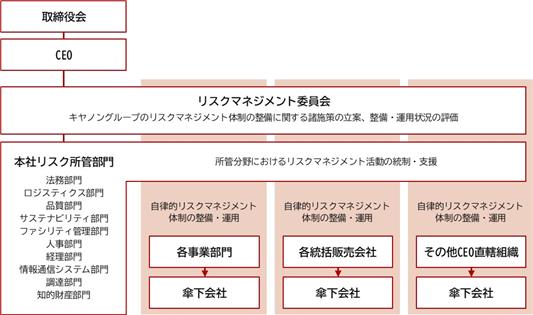 取締役会
CEO
リスクマネジメント委員会
キヤノングループのリスクマネジメント体制の整備に関する諸施策の立案、整備・運用状況の評価
本社リスク所管部門
法務部門
ロジスティクス部門
品質部門
サステナビリティ部門
ファシリティ管理部門
人事部門
経理部門
情報通信システム部門
調達部門
知的財産部門
所管分野におけるリスクマネジメント活動の統制・支援
自律的リスクマネジメント
体制の整備・運用
各事業部門
傘下会社
自律的リスクマネジメント
体制の整備・運用
各統括販売会社
傘下会社
自律的リスクマネジメント
体制の整備・運用
その他CEO直轄組織
傘下会社